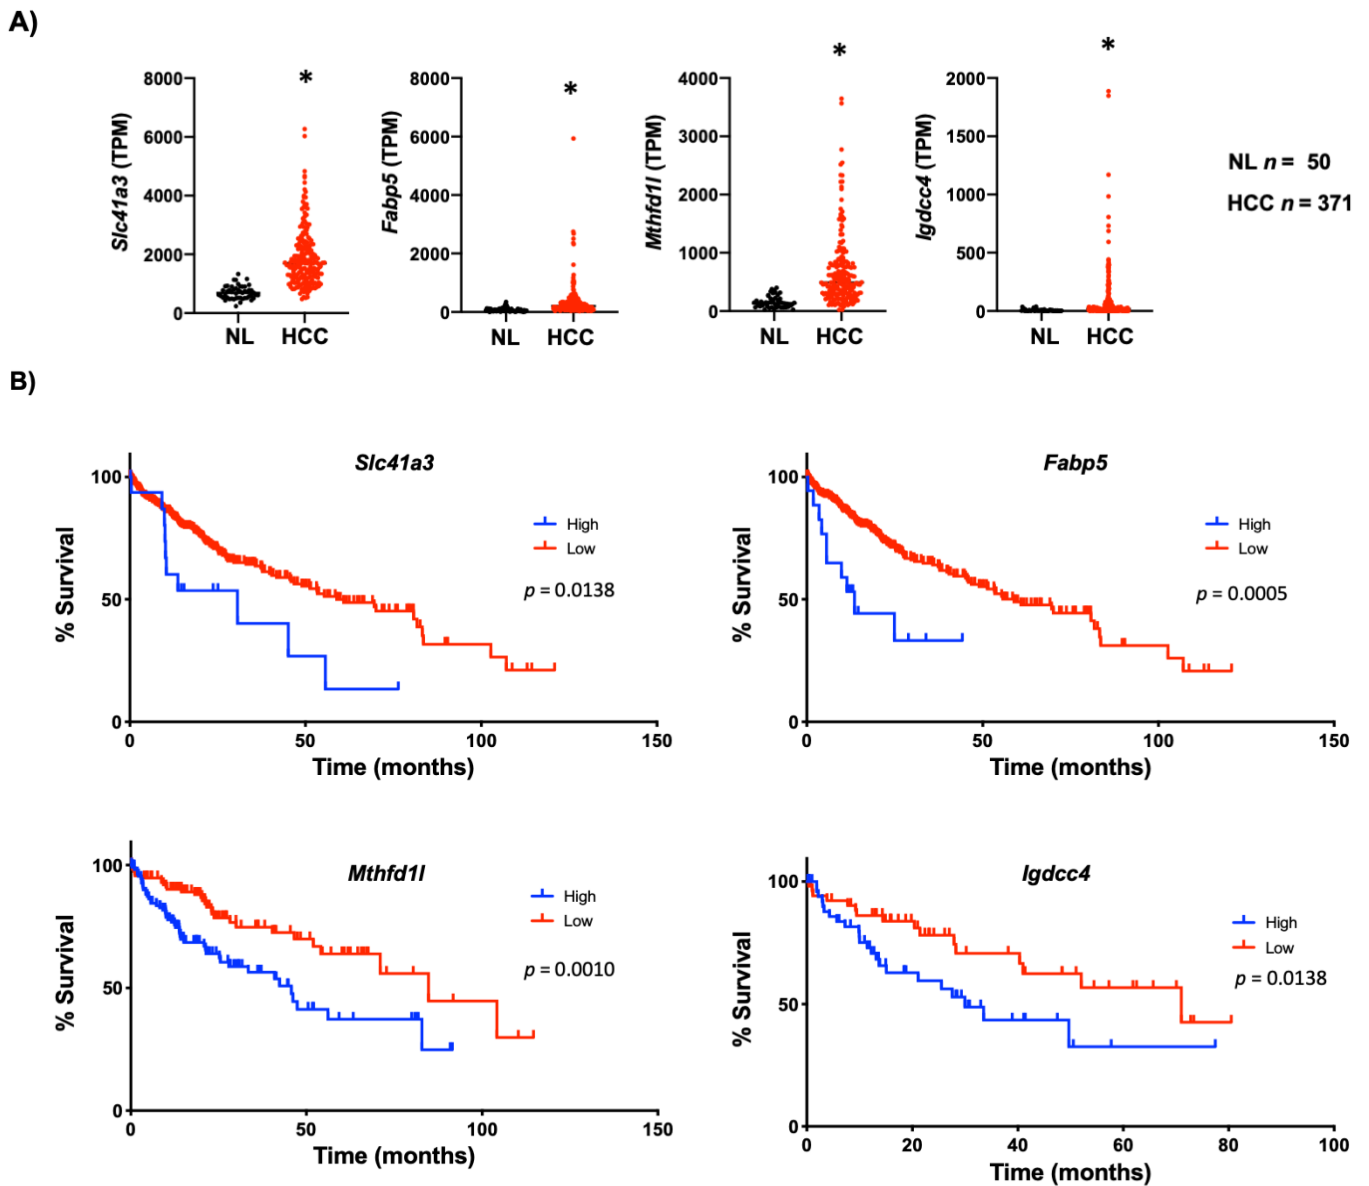 A)
8000
6000
4000
2000
0
Slc41a3 (TPM)
NL HCC
*
8000
6000
4000
2000
0
Fabp5 (TPM)
NL HCC
*
4000
3000
2000
1000
0
Mthfd1l (TPM)
NL HCC
*
2000
1500
1000
500
0
Igdcc4 (TPM)
NL HCC
*
NL n = 50
HCC n = 371
B)
Slc41a3
100
50
0
% Survival
High
Low
p = 0.0138
0 50 100 150
Time (months)
Fabp5
100
50
0
% Survival
High
Low
p = 0.0005
0 50 100 150
Time (months)
Mthfd1l
100
50
0
% Survival
High
Low
p = 0.0010
0 50 100 150
Time (months)
Igdcc4
100
50
0
% Survival
High
Low
p = 0.0138
0 20 40 60 80 100
Time (months)